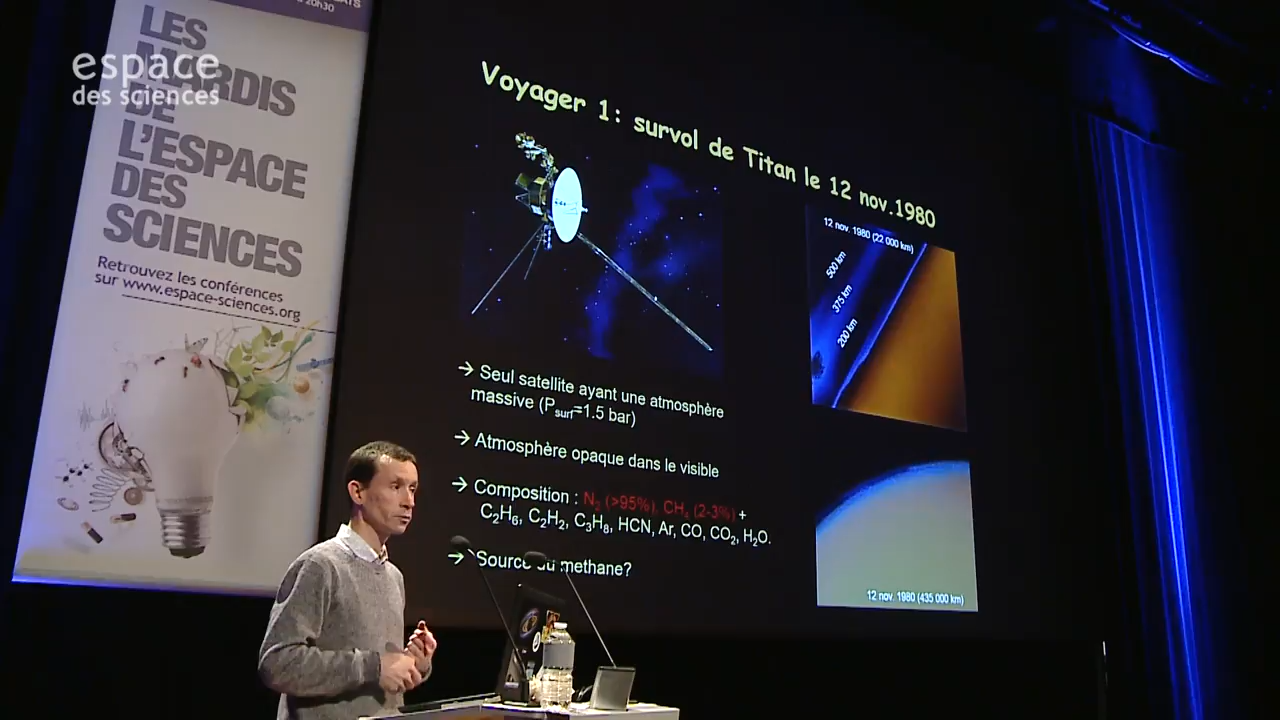 20h30
LES
MARDIS
DE
L'ESPACE
DES
SCIENCES
Retrouvez les conférences
sur www.espace-sciences.org
espace
des sciences
Voyager 1: survol de Titan le 12 nov.1980
12 nov. 1980 (22 000 km)
500 km
375 km
200 km
→ Seul satellite ayant une atmosphère
massive (Psurf=1.5 bar)
→ Atmosphère opaque dans le visible
→ Composition : N₂ (>95%), CH₄ (2-3%) +
C₂H₆, C₂H₂, C₃H₈, HCN, Ar, CO, CO₂, H₂O.
→ Source du methane?
12 nov. 1980 (435 000 km)